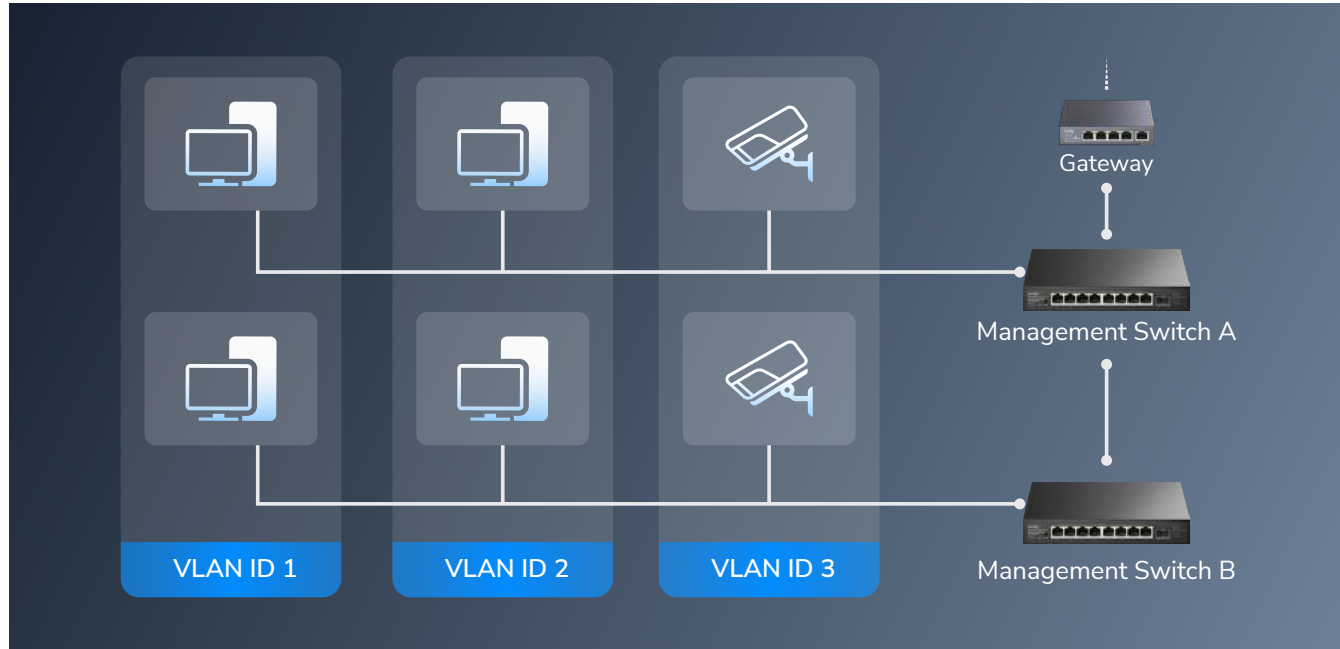 Gateway
Management Switch A
Management Switch B
VLAN ID 1
VLAN ID 2
VLAN ID 3